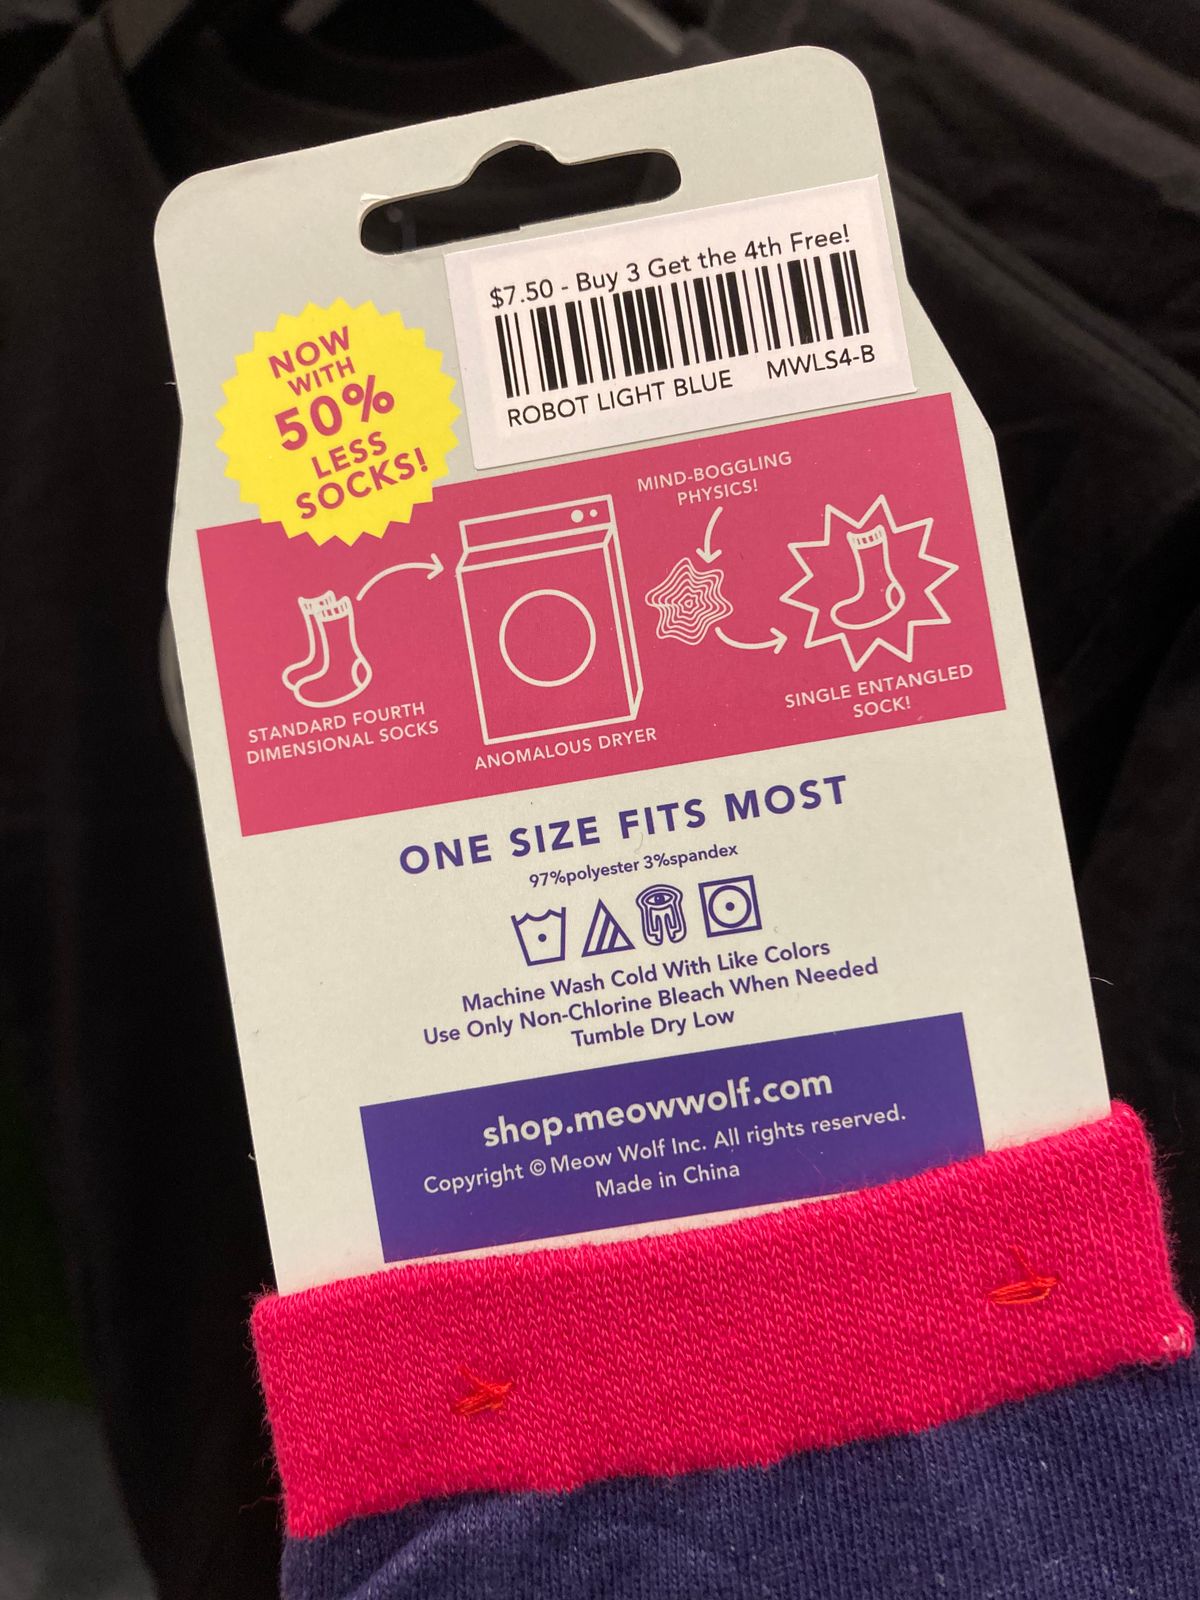 $7.50 - Buy 3 Get the 4th Free!
ROBOT LIGHT BLUE MWLS4-B
NOW
WITH
50%
LESS
SOCKS!
MIND-BOGGLING
PHYSICS!
STANDARD FOURTH
DIMENSIONAL SOCKS
ANOMALOUS DRYER
SINGLE ENTANGLED
SOCK!
ONE SIZE FITS MOST
97%polyester 3%spandex
Machine Wash Cold With Like Colors
Use Only Non-Chlorine Bleach When Needed
Tumble Dry Low
shop.meowwolf.com
Copyright © Meow Wolf Inc. All rights reserved.
Made in China